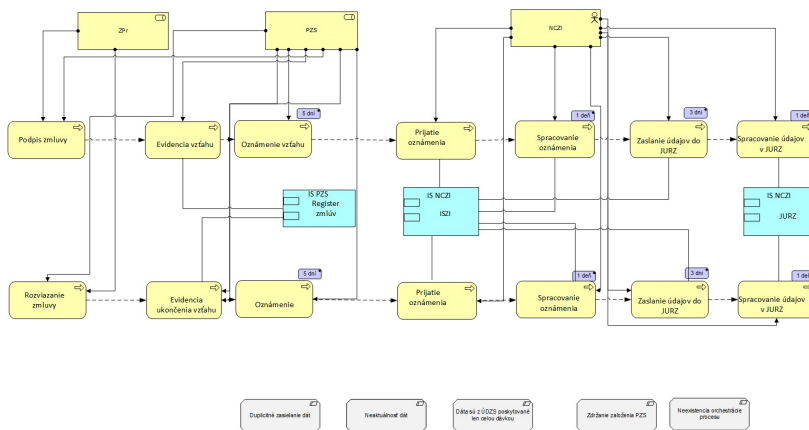 ZPr
PZS
NCZI
5 dní
1 deň
3 dní
1 deň
Podpis zmluvy
Evidencia vzťahu
Oznámenie vzťahu
Prijatie
oznámenia
Spracovanie
oznámenia
Zaslanie údajov do
JURZ
Spracovanie údajov
v JURZ
IS PZS
Register
zmlúv
IS NCZI
ISZI
IS NCZI
JURZ
5 dní
1 deň
3 dní
1 deň
Rozviazanie
zmluvy
Evidencia
ukončenia vzťahu
Oznámenie
Prijatie
oznámenia
Spracovanie
oznámenia
Zaslanie údajov do
JURZ
Spracovanie údajov
v JURZ
Duplicitné zasielanie dát
Neaktuálnosť dát
Dáta sú z ÚDZS poskytované
len celou dávkou
Zdržanie založenia PZS
Neexistencia orchestrácie
procesu